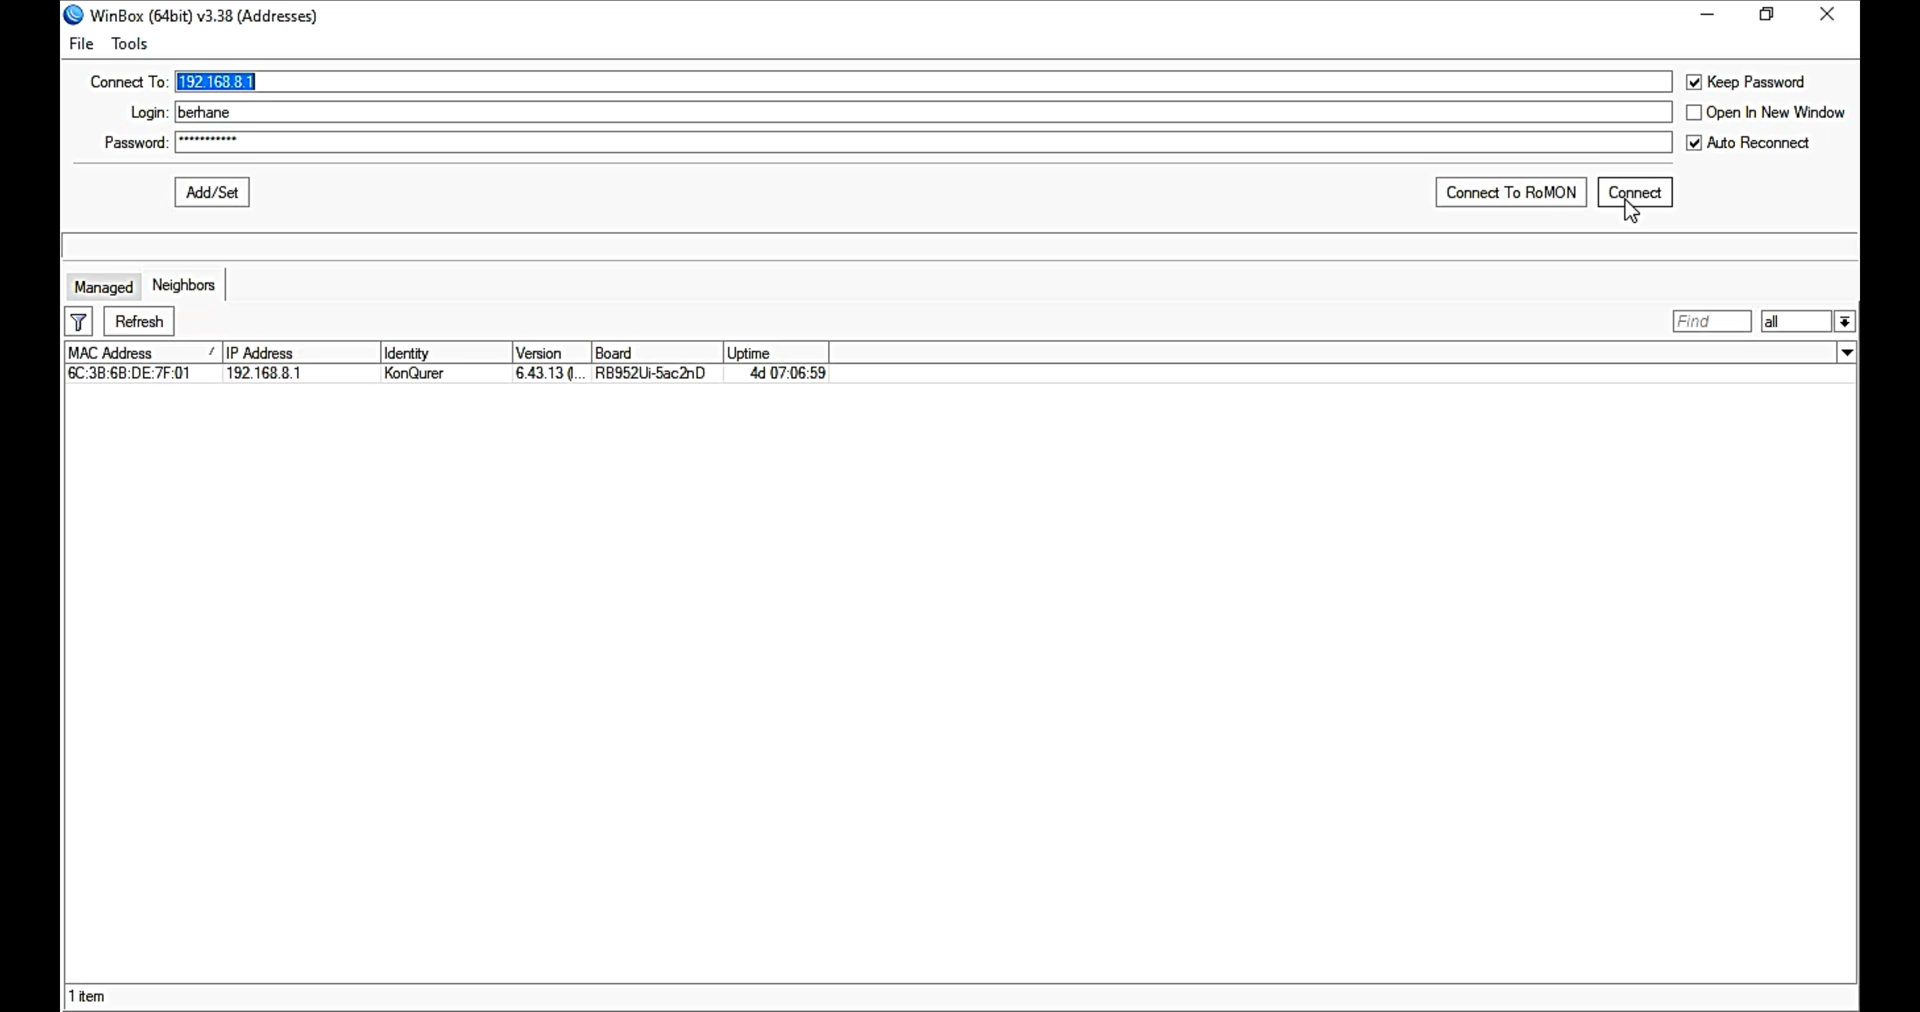 WinBox (64bit) v3.38 (Addresses)
File Tools
Connect To: 192.168.8.1 Keep Password
Login: berhane Open In New Window
Password: *********** Auto Reconnect
Add/Set Connect To RoMON Connect
Managed Neighbors
Refresh Find all
MAC Address IP Address Identity Version Board Uptime
6C:3B:6B:DE:7F:01 192.168.8.1 KonQurer 6.43.13 (l... RB952Ui-5ac2nD 4d 07:06:59
1 item